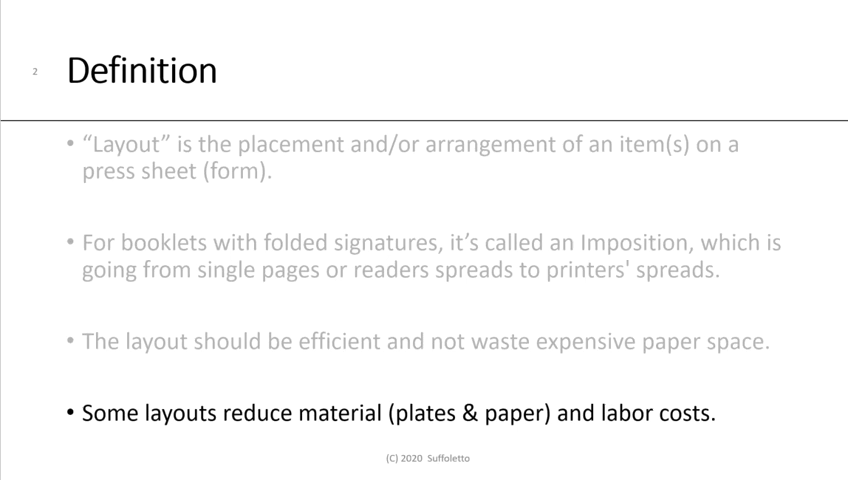 2
Definition
• “Layout” is the placement and/or arrangement of an item(s) on a
press sheet (form).
• For booklets with folded signatures, it’s called an Imposition, which is
going from single pages or readers spreads to printers' spreads.
• The layout should be efficient and not waste expensive paper space.
• Some layouts reduce material (plates & paper) and labor costs.
(C) 2020 Suffoletto